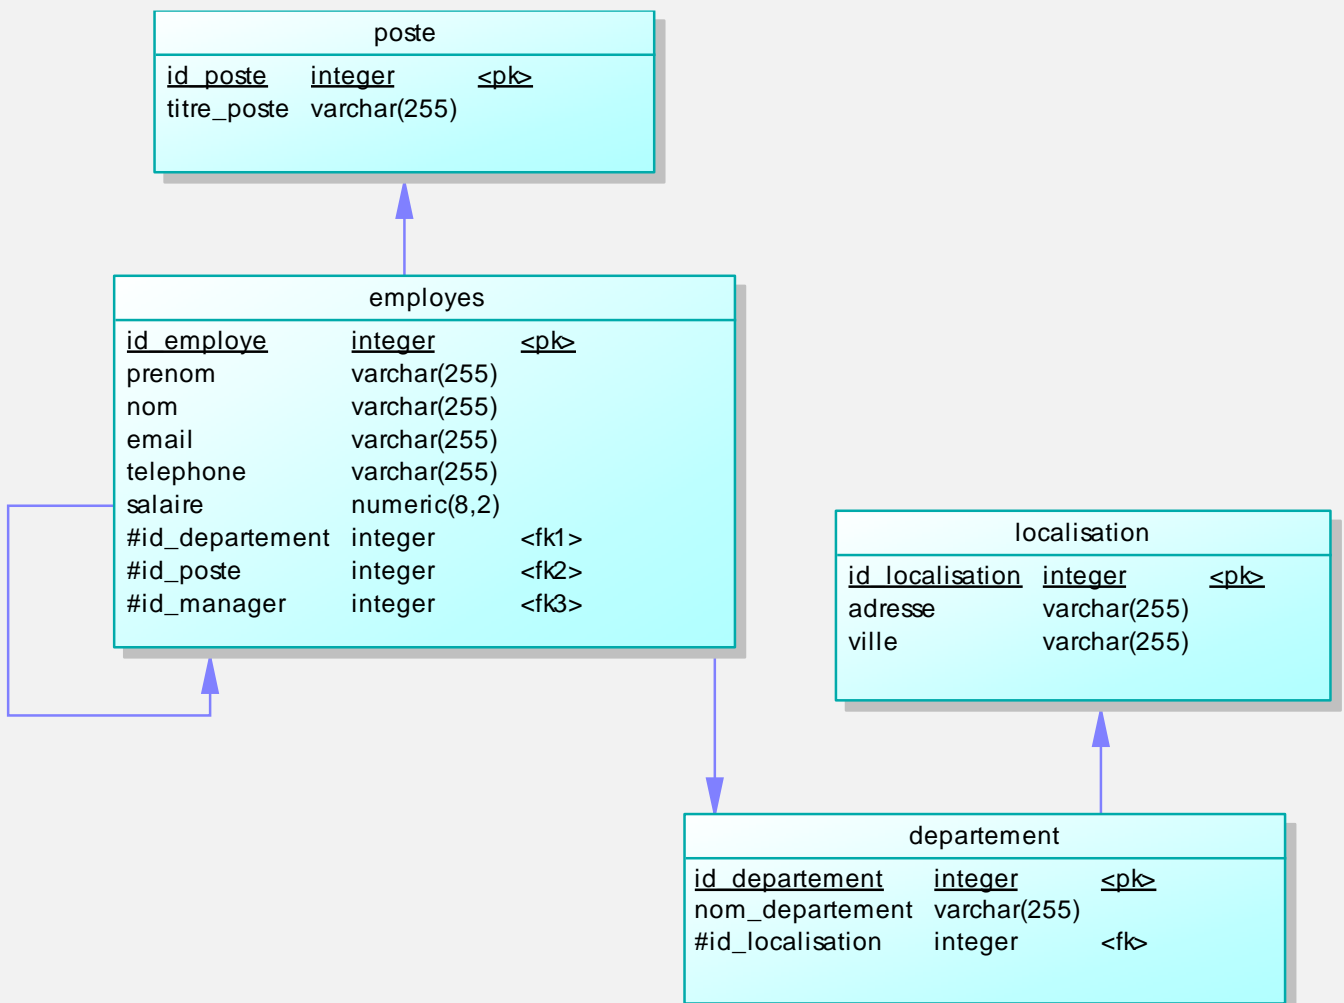 poste
id_poste integer <pk>
titre_poste varchar(255)
employes
id_employe integer <pk>
prenom varchar(255)
nom varchar(255)
email varchar(255)
telephone varchar(255)
salaire numeric(8,2)
#id_departement integer <fk1>
#id_poste integer <fk2>
#id_manager integer <fk3>
localisation
id_localisation integer <pk>
adresse varchar(255)
ville varchar(255)
departement
id_departement integer <pk>
nom_departement varchar(255)
#id_localisation integer <fk>